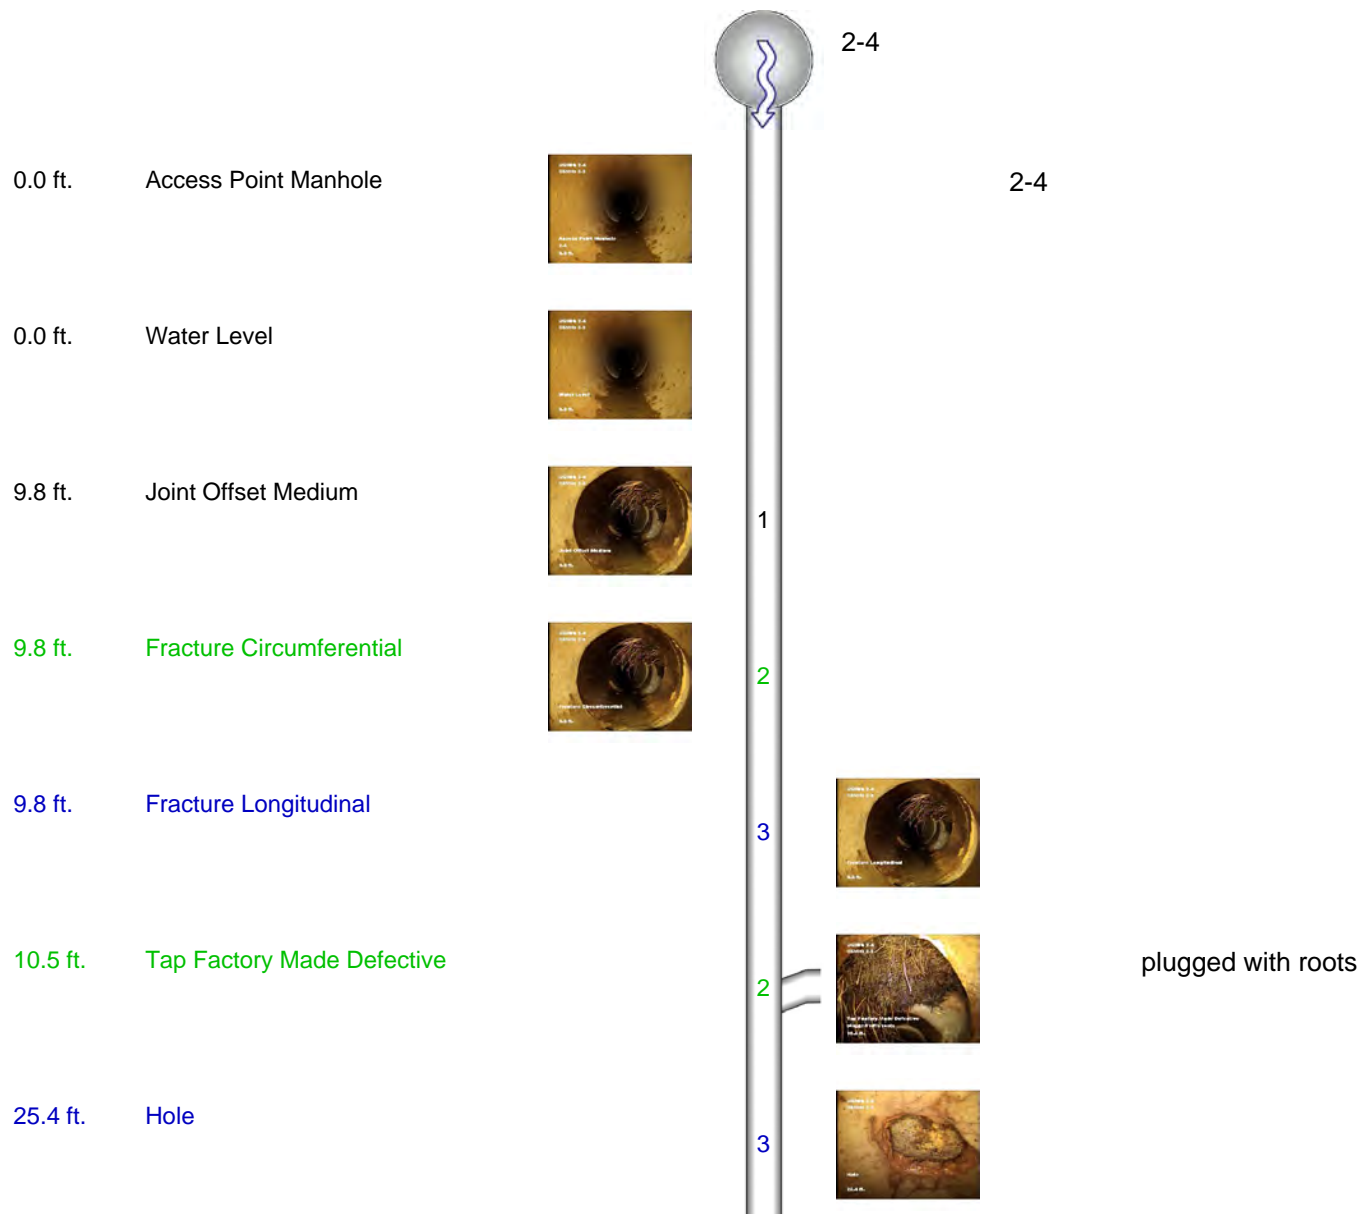 2-4
0.0 ft. Access Point Manhole 2-4
0.0 ft. Water Level
9.8 ft. Joint Offset Medium 1
9.8 ft. Fracture Circumferential 2
9.8 ft. Fracture Longitudinal 3
10.5 ft. Tap Factory Made Defective 2 plugged with roots
25.4 ft. Hole 3